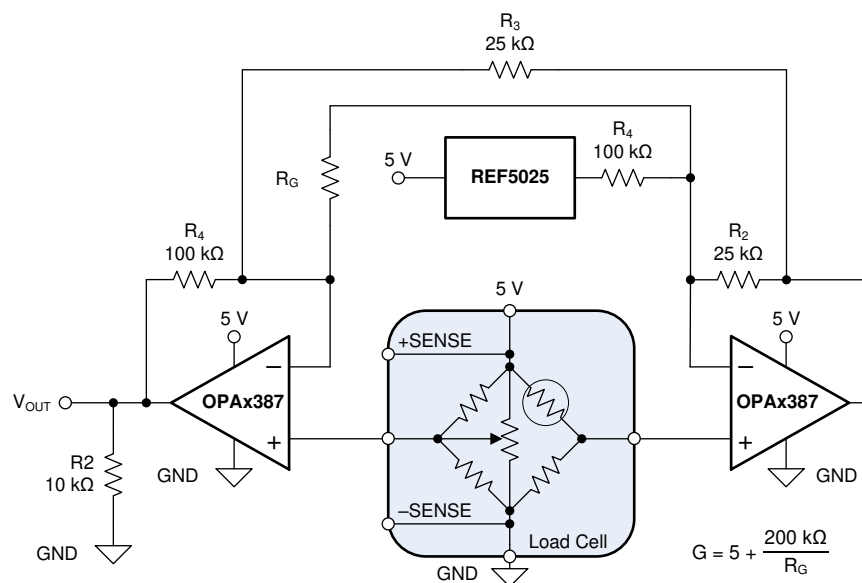 R3
25 kΩ
RG
5 V
REF5025
R4
100 kΩ
R4
100 kΩ
R2
25 kΩ
5 V
5 V
5 V
+SENSE
–
OPAx387
+
VOUT
–
OPAx387
+
R2
10 kΩ
GND
GND
–SENSE
Load Cell
GND
GND
GND
G = 5 + 200 kΩ
RG